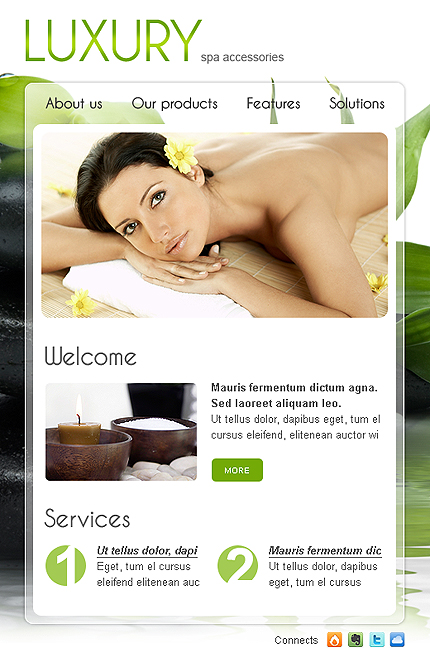 LUXURY spa accessories
About us Our products Features Solutions
Welcome
Mauris fermentum dictum agna.
Sed laoreet aliquam leo.
Ut tellus dolor, dapibus eget, tum el
cursus eleifend, elitenean auctor wi
MORE
Services
1 Ut tellus dolor, dapi
Eget, tum el cursus
eleifend elitenean auc
2 Mauris fermentum dic
Ut tellus dolor, dapibus
eget, tum el cursus
Connects